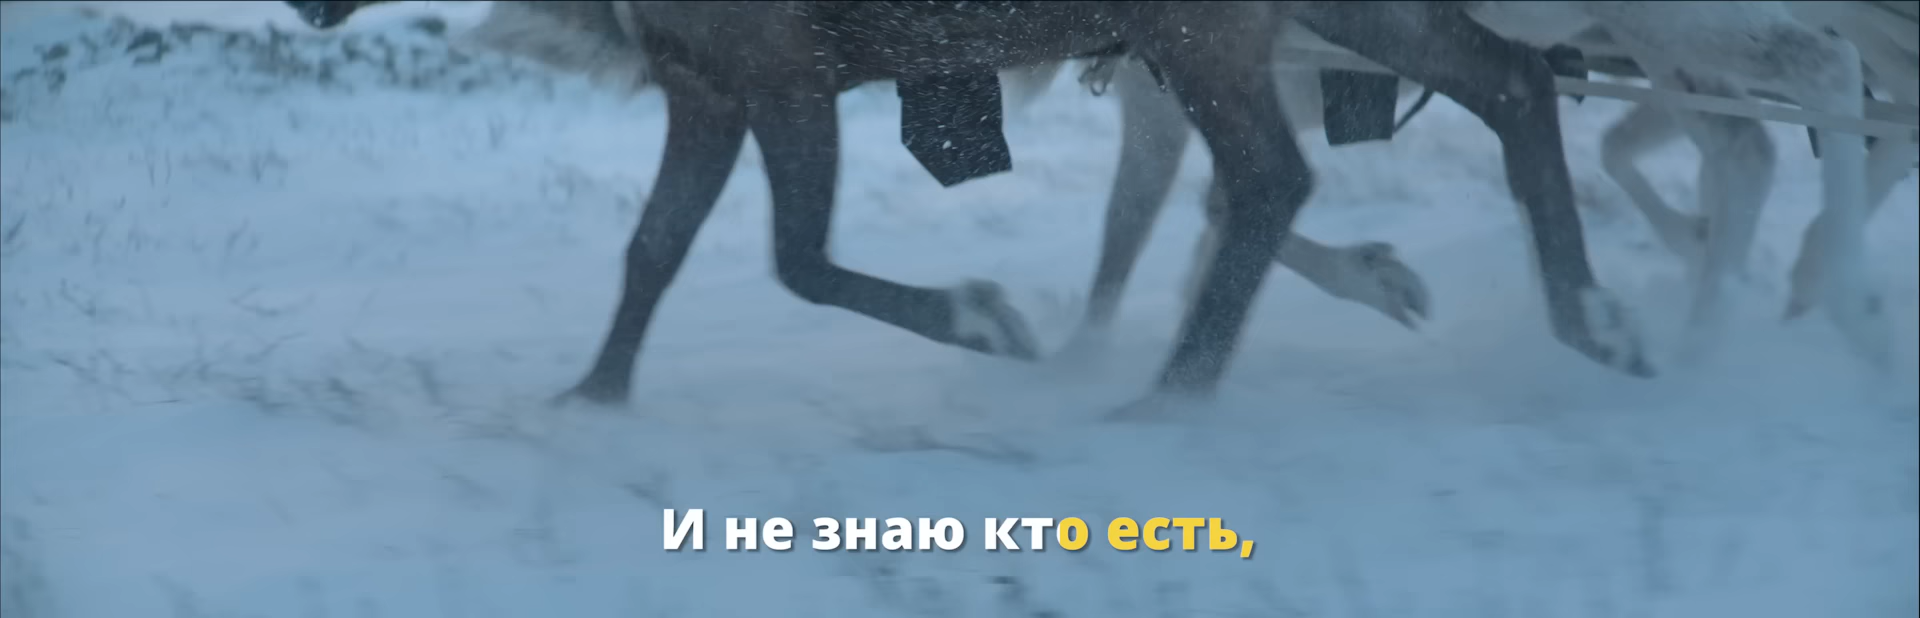 И не знаю кто есть,